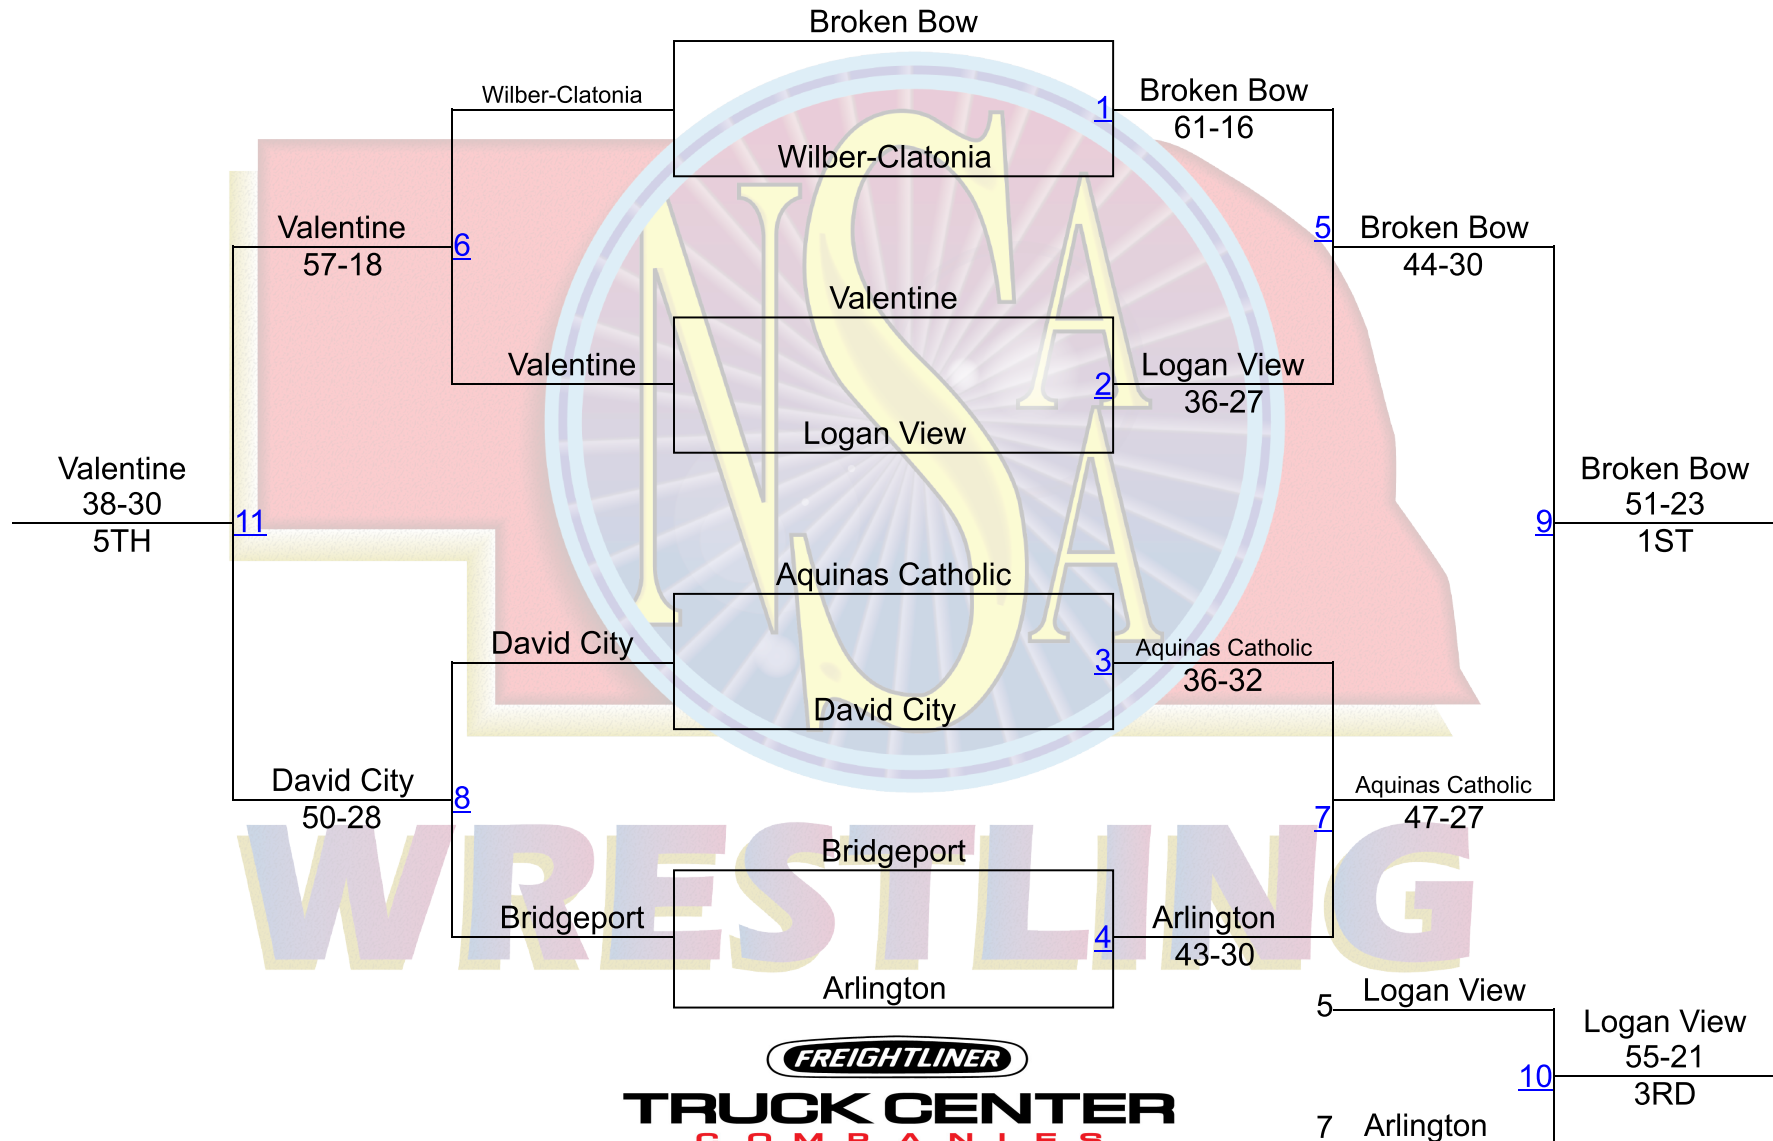 Broken Bow
Wilber-Clatonia
Broken Bow
1
61-16
Wilber-Clatonia
Valentine
6
57-18
5
Broken Bow
44-30
Valentine
Valentine
2
Logan View
36-27
Logan View
Valentine
38-30
11
5TH
Broken Bow
51-23
9
1ST
Aquinas Catholic
David City
3
Aquinas Catholic
36-32
David City
David City
8
50-28
Aquinas Catholic
7
47-27
Bridgeport
Bridgeport
4
Arlington
43-30
Arlington
NSAA
WRESTLING
5 Logan View
Logan View
55-21
10
3RD
7 Arlington
FREIGHTLINER
TRUCK CENTER
COMPANIES